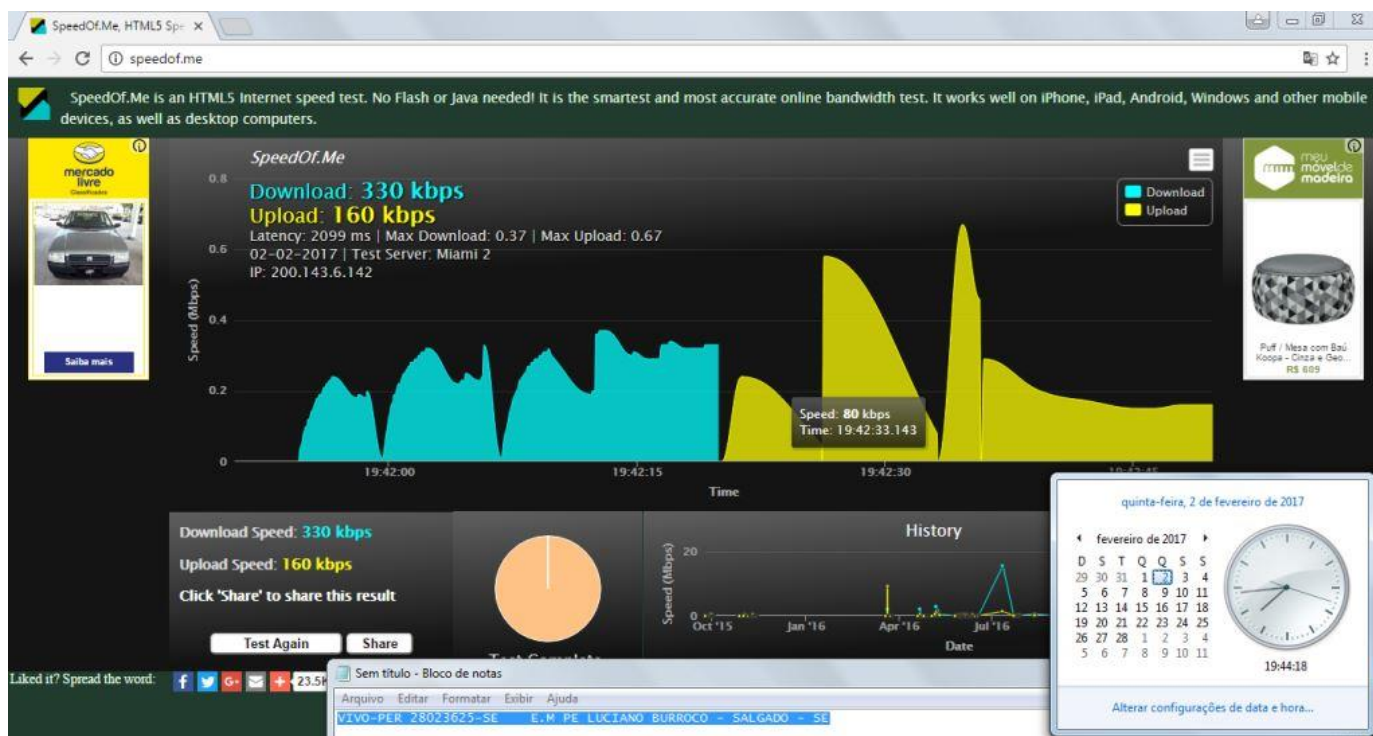 SpeedOf.Me, HTML5 Spe
speedof.me
SpeedOf.Me is an HTML5 Internet speed test. No Flash or Java needed! It is the smartest and most accurate online bandwidth test. It works well on iPhone, iPad, Android, Windows and other mobile
devices, as well as desktop computers.
mercado
livre
Classificados
Saiba mais
SpeedOf.Me
Download: 330 kbps
Upload: 160 kbps
Latency: 2099 ms | Max Download: 0.37 | Max Upload: 0.67
02-02-2017 | Test Server: Miami 2
IP: 200.143.6.142
Download
Upload
Speed (Mbps)
0.8
0.6
0.4
0.2
0
Speed: 80 kbps
Time: 19:42:33.143
19:42:00 19:42:15 19:42:30 19:42:45
Time
meu
móvel de
madeira
Puff / Mesa com Baú
Koopa - Cinza e Geo...
R$ 609
Download Speed: 330 kbps
Upload Speed: 160 kbps
Click 'Share' to share this result
Test Again Share
Test Complete
History
Speed (Mbps)
20
0
Oct '15 Jan '16 Apr '16 Jul '16
Date
Liked it? Spread the word: 23.5K
Sem título - Bloco de notas
Arquivo Editar Formatar Exibir Ajuda
VIVO-PER 28023625-SE E.M PE LUCIANO BURROCO - SALGADO - SE
quinta-feira, 2 de fevereiro de 2017
fevereiro de 2017
D S T Q Q S S
29 30 31 1 2 3 4
5 6 7 8 9 10 11
12 13 14 15 16 17 18
19 20 21 22 23 24 25
26 27 28 1 2 3 4
5 6 7 8 9 10 11
19:44:18
Alterar configurações de data e hora...